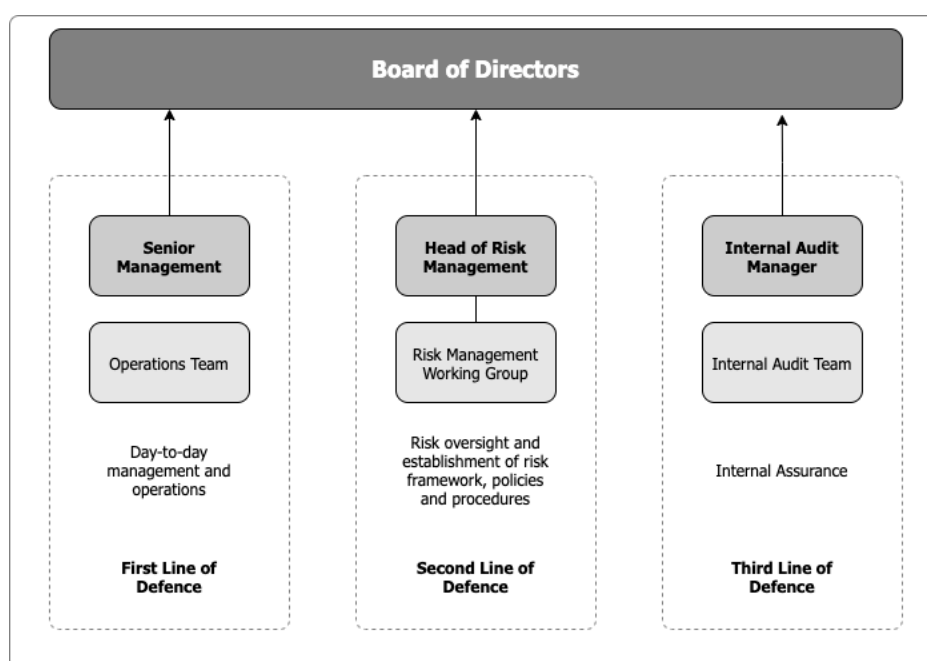 Board of Directors
Senior
Management
Operations Team
Day-to-day
management and
operations
First Line of
Defence
Head of Risk
Management
Risk Management
Working Group
Risk oversight and
establishment of risk
framework, policies
and procedures
Second Line of
Defence
Internal Audit
Manager
Internal Audit Team
Internal Assurance
Third Line of
Defence